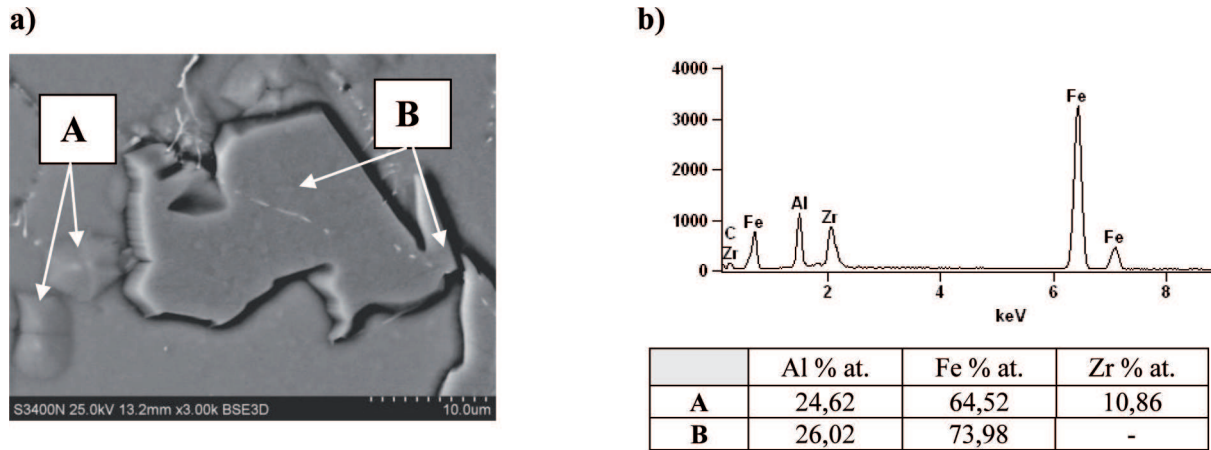 a)
b)
A
B
S3400N 25.0kV 13.2mm x3.00k BSE3D
10.0um
4000
3000
2000
1000
0
C
Zr
Fe
Al
Zr
Fe
Fe
2
4
6
8
keV
Al % at. Fe % at. Zr % at.
A 24,62 64,52 10,86
B 26,02 73,98 -